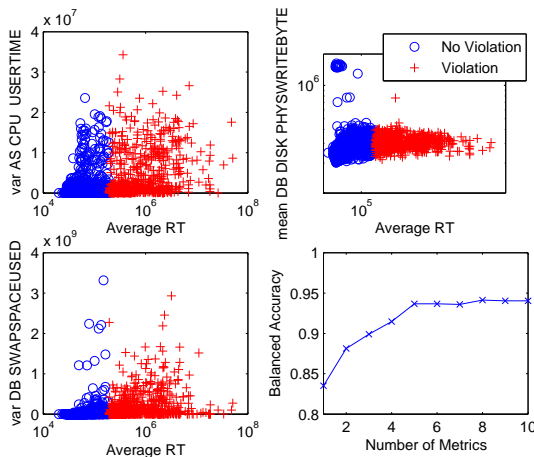 x 10^7
4
3
2
1
0
10^4
10^6
10^8
Average RT
var AS CPU USERTIME
No Violation
Violation
10^6
10^5
Average RT
mean DB DISK PHYSWRITEBYTE
x 10^9
4
3
2
1
0
10^4
10^6
10^8
Average RT
var DB SWAPSPACEUSED
1
0.95
0.9
0.85
0.8
2
4
6
8
10
Number of Metrics
Balanced Accuracy